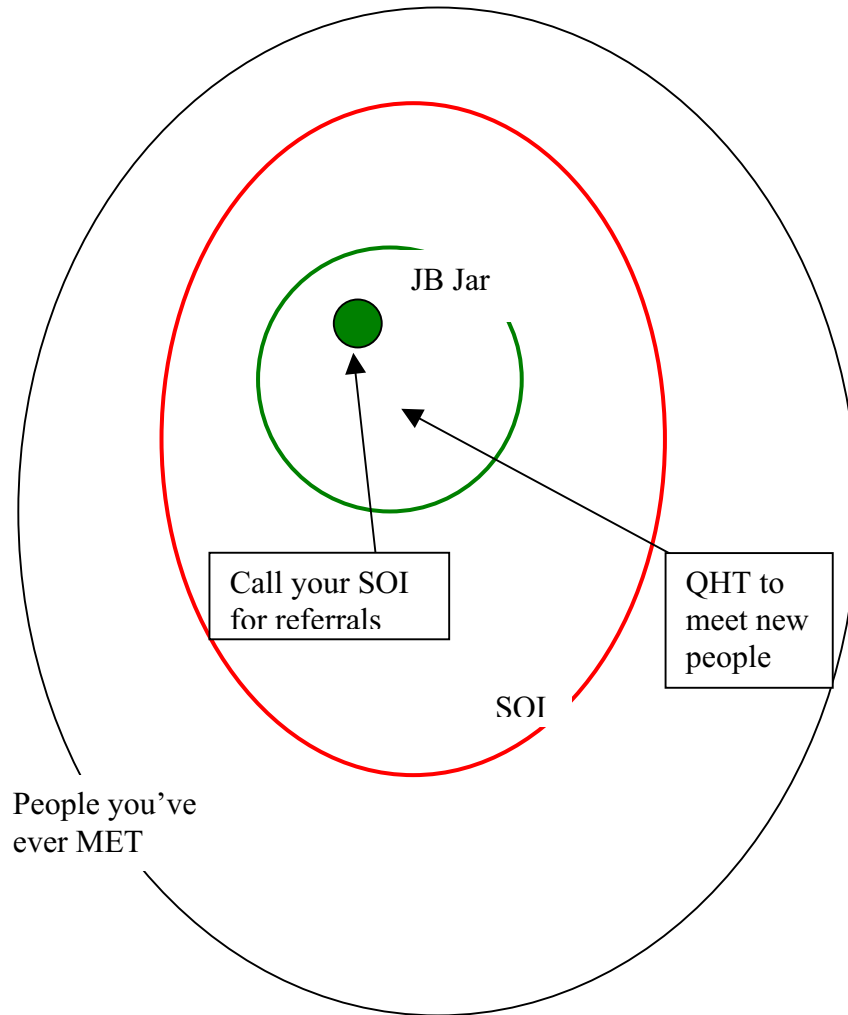 JB Jar
Call your SOI
for referrals
QHT to
meet new
people
SOI
People you’ve
ever MET